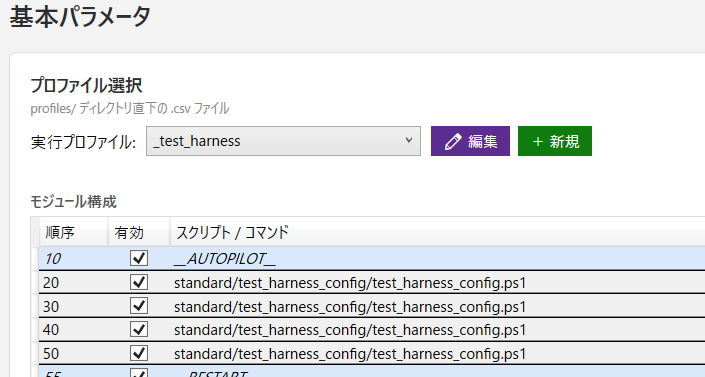 基本パラメータ
プロファイル選択
profiles/ ディレクトリ直下の .csv ファイル
実行プロファイル: _test_harness 編集 + 新規
モジュール構成
順序 有効 スクリプト / コマンド
10 __AUTOPILOT__
20 standard/test_harness_config/test_harness_config.ps1
30 standard/test_harness_config/test_harness_config.ps1
40 standard/test_harness_config/test_harness_config.ps1
50 standard/test_harness_config/test_harness_config.ps1
55 __RESTART__